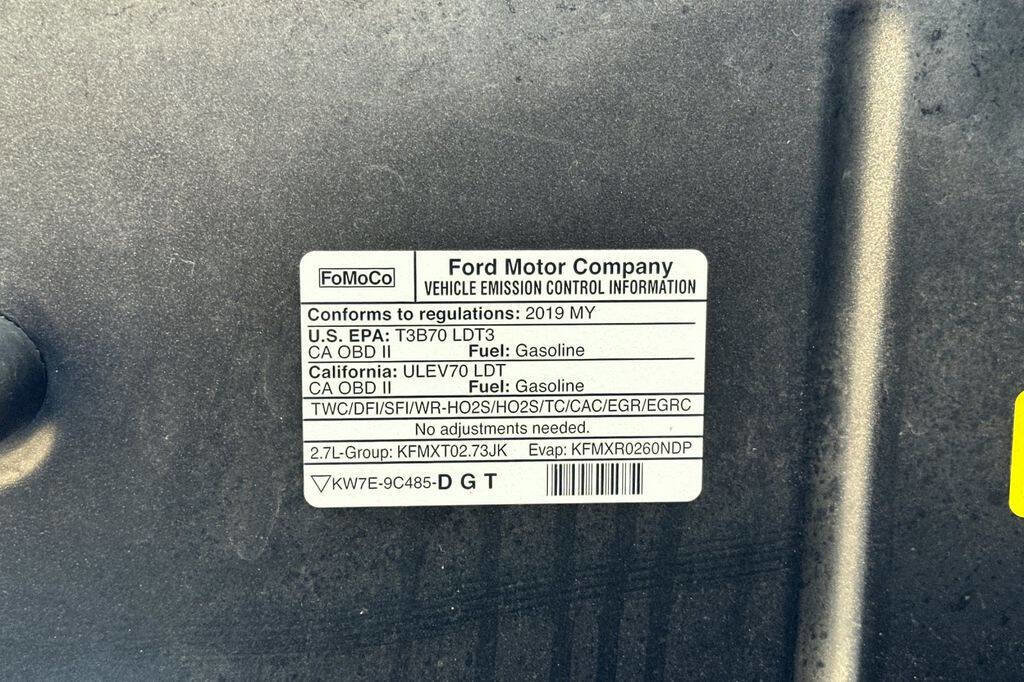 FoMoCo
Ford Motor Company
VEHICLE EMISSION CONTROL INFORMATION
Conforms to regulations: 2019 MY
U.S. EPA: T3B70 LDT3
CA OBD II Fuel: Gasoline
California: ULEV70 LDT
CA OBD II Fuel: Gasoline
TWC/DFI/SFI/WR-HO2S/HO2S/TC/CAC/EGR/EGRC
No adjustments needed.
2.7L-Group: KFMXT02.73JK Evap: KFMXR0260NDP
KW7E-9C485-D G T